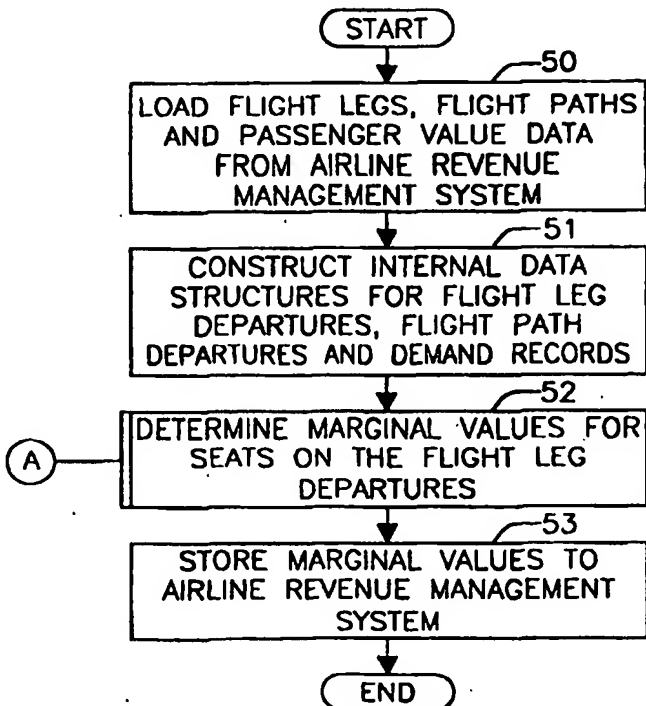 START
50
LOAD FLIGHT LEGS, FLIGHT PATHS
AND PASSENGER VALUE DATA
FROM AIRLINE REVENUE
MANAGEMENT SYSTEM
51
CONSTRUCT INTERNAL DATA
STRUCTURES FOR FLIGHT LEG
DEPARTURES, FLIGHT PATH
DEPARTURES AND DEMAND RECORDS
52
A
DETERMINE MARGINAL VALUES FOR
SEATS ON THE FLIGHT LEG
DEPARTURES
53
STORE MARGINAL VALUES TO
AIRLINE REVENUE MANAGEMENT
SYSTEM
END